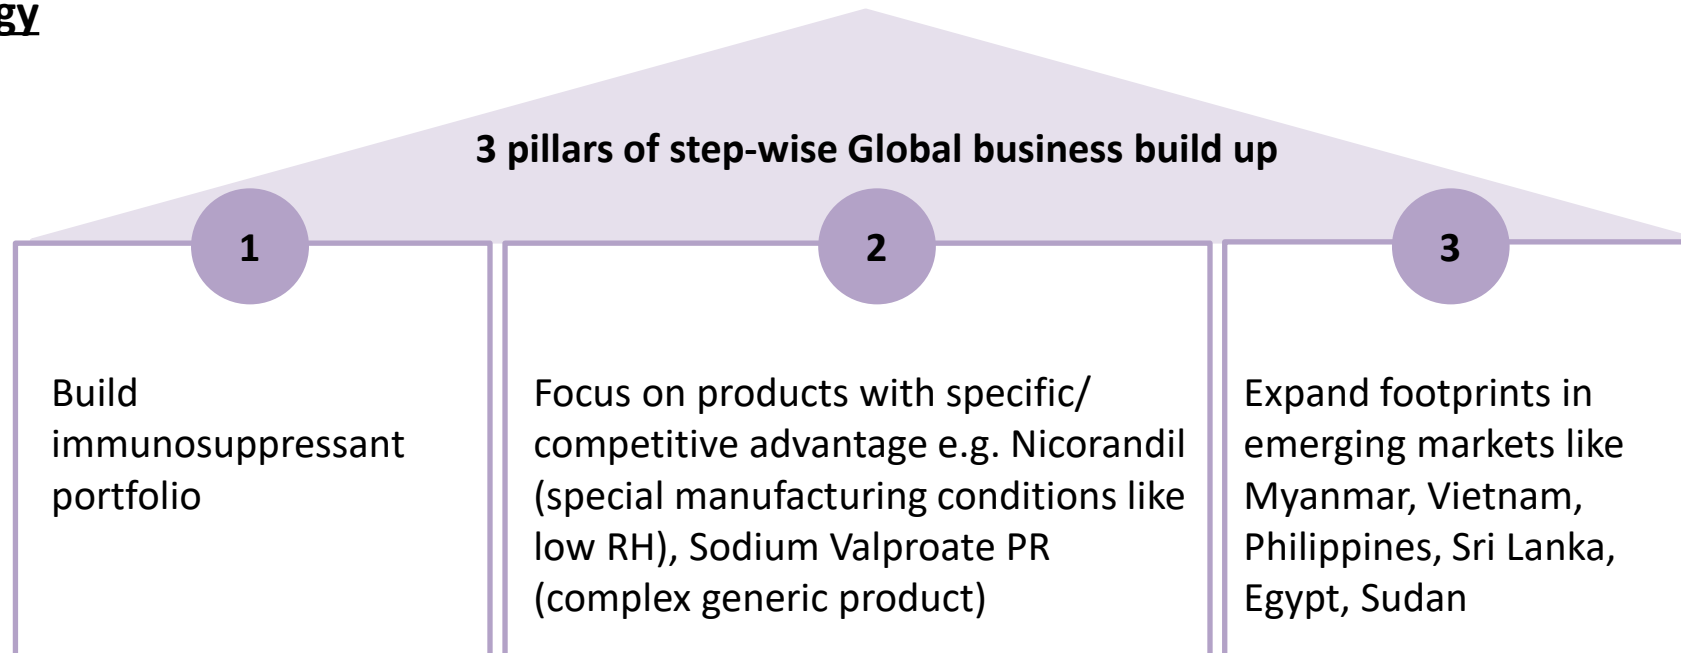 gy
3 pillars of step-wise Global business build up
1
2
3
Build
immunosuppressant
portfolio
Focus on products with specific/
competitive advantage e.g. Nicorandil
(special manufacturing conditions like
low RH), Sodium Valproate PR
(complex generic product)
Expand footprints in
emerging markets like
Myanmar, Vietnam,
Philippines, Sri Lanka,
Egypt, Sudan